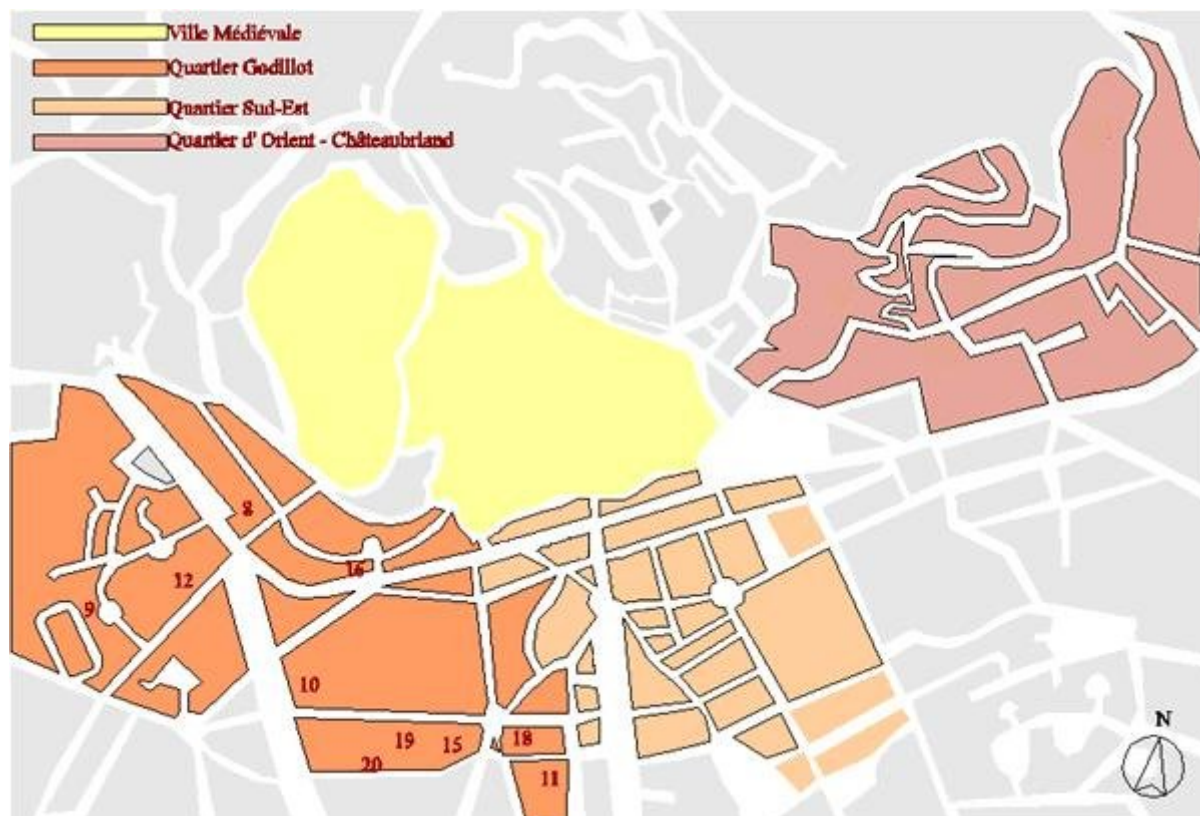 Ville Médiévale
Quartier Godillot
Quartier Sud-Est
Quartier d' Orient - Châteaubriand
8
16
12
9
10
19
15
18
20
11
N